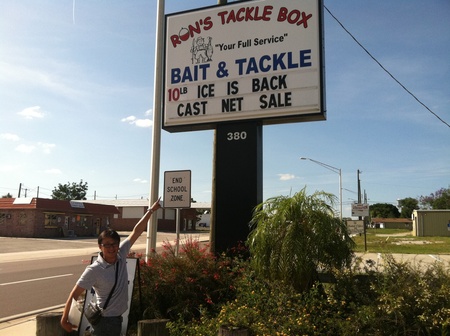 RON'S TACKLE BOX
"Your Full Service"
BAIT & TACKLE
10LB ICE IS BACK
CAST NET SALE
380
END
SCHOOL
ZONE